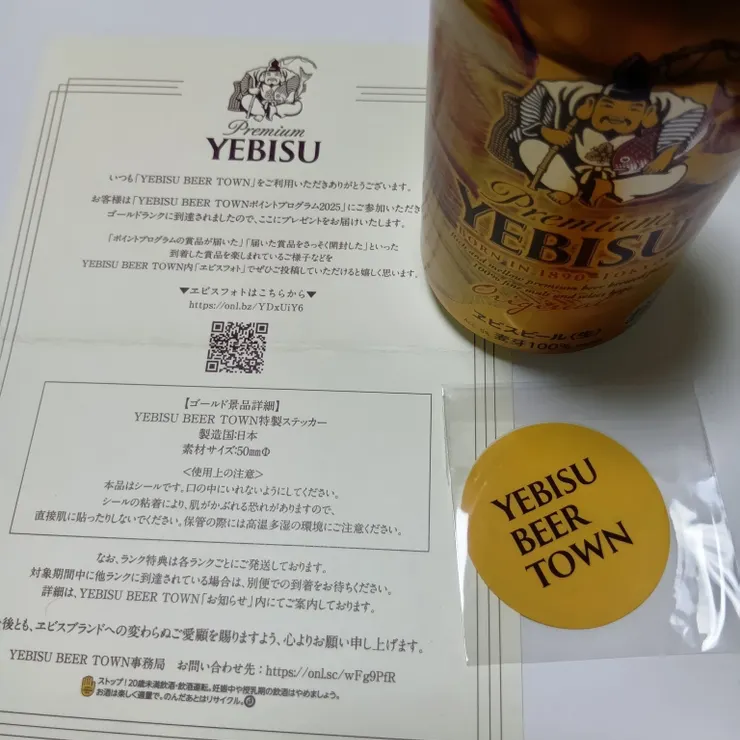 Premium
YEBISU
いつも「YEBISU BEER TOWN」をご利用いただきありがとうございます。
お客様は「YEBISU BEER TOWNポイントプログラム2025」にご参加いただき
ゴールドランクに到達されましたので、ここにプレゼントをお届けいたします。
「ポイントプログラムの賞品が届いた」「届いた賞品をさっそく開封した」といった
到着した賞品を楽しまれているご様子などを
YEBISU BEER TOWN内「ヱビスフォト」でぜひご投稿していただけると嬉しく思います。
▼ヱビスフォトはこちらから▼
https://onl.bz/YDxUiY6
【ゴールド景品詳細】
YEBISU BEER TOWN特製ステッカー
製造国:日本
素材サイズ:50㎜Φ
<使用上の注意>
本品はシールです。口の中にいれないようにしてください。
シールの粘着により、肌がかぶれる恐れがありますので、
直接肌に貼ったりしないでください。保管の際には高温多湿の環境にご注意ください。
なお、ランク特典は各ランクごとにご発送しております。
対象期間中に他ランクに到達されている場合は、別便での到着をお待ちください。
詳細は、YEBISU BEER TOWN「お知らせ」内にてご案内しております。
後とも、ヱビスブランドへの変わらぬご愛顧を賜りますよう、心よりお願い申し上げます。
YEBISU BEER TOWN事務局 お問い合わせ先：https://onl.sc/wFg9PfR
ストップ！20歳未満飲酒・飲酒運転。妊娠中や授乳期の飲酒はやめましょう。
お酒は楽しく適量で。のんだあとはリサイクル。
Premium
YEBISU
BORN IN 1890 TOKYO
Original
ヱビスビール〈生〉
麦芽100%
YEBISU
BEER
TOWN